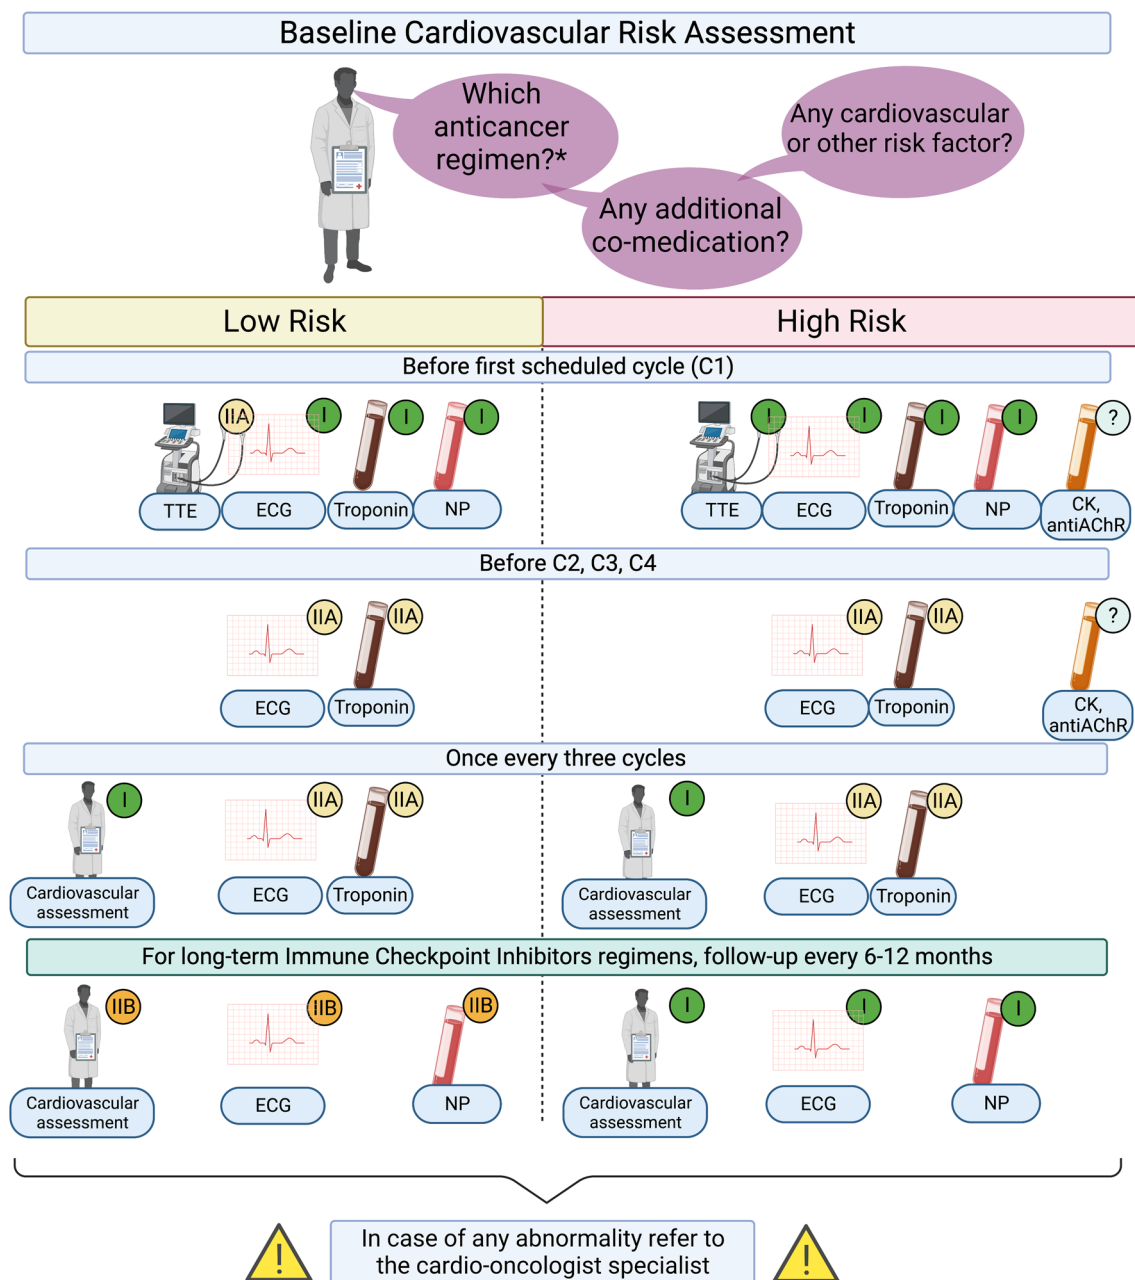 Baseline Cardiovascular Risk Assessment
Which
anticancer
regimen?*
Any cardiovascular
or other risk factor?
Any additional
co-medication?
Low Risk
High Risk
Before first scheduled cycle (C1)
IIA
I
I
I
I
I
I
I
?
TTE
ECG
Troponin
NP
TTE
ECG
Troponin
NP
CK,
antiAChR
Before C2, C3, C4
IIA
IIA
IIA
IIA
?
ECG
Troponin
ECG
Troponin
CK,
antiAChR
Once every three cycles
I
IIA
IIA
I
IIA
IIA
Cardiovascular
assessment
ECG
Troponin
Cardiovascular
assessment
ECG
Troponin
For long-term Immune Checkpoint Inhibitors regimens, follow-up every 6-12 months
IIB
IIB
IIB
I
I
I
Cardiovascular
assessment
ECG
NP
Cardiovascular
assessment
ECG
NP
!
In case of any abnormality refer to
the cardio-oncologist specialist
!